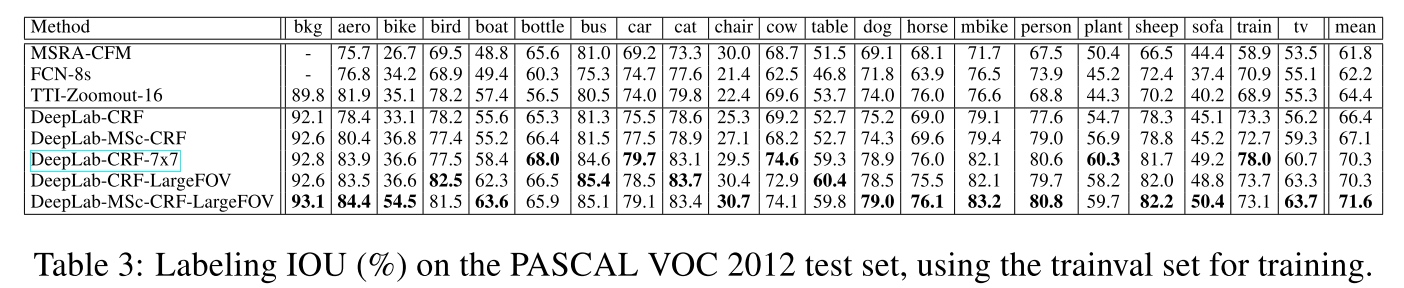 Method bkg aero bike bird boat bottle bus car cat chair cow table dog horse mbike person plant sheep sofa train tv mean
MSRA-CFM - 75.7 26.7 69.5 48.8 65.6 81.0 69.2 73.3 30.0 68.7 51.5 69.1 68.1 71.7 67.5 50.4 66.5 44.4 58.9 53.5 61.8
FCN-8s - 76.8 34.2 68.9 49.4 60.3 75.3 74.7 77.6 21.4 62.5 46.8 71.8 63.9 76.5 73.9 45.2 72.4 37.4 70.9 55.1 62.2
TTI-Zoomout-16 89.8 81.9 35.1 78.2 57.4 56.5 80.5 74.0 79.8 22.4 69.6 53.7 74.0 76.0 76.6 68.8 44.3 70.2 40.2 68.9 55.3 64.4
DeepLab-CRF 92.1 78.4 33.1 78.2 55.6 65.3 81.3 75.5 78.6 25.3 69.2 52.7 75.2 69.0 79.1 77.6 54.7 78.3 45.1 73.3 56.2 66.4
DeepLab-MSc-CRF 92.6 80.4 36.8 77.4 55.2 66.4 81.5 77.5 78.9 27.1 68.2 52.7 74.3 69.6 79.4 79.0 56.9 78.8 45.2 72.7 59.3 67.1
DeepLab-CRF-7x7 92.8 83.9 36.6 77.5 58.4 68.0 84.6 79.7 83.1 29.5 74.6 59.3 78.9 76.0 82.1 80.6 60.3 81.7 49.2 78.0 60.7 70.3
DeepLab-CRF-LargeFOV 92.6 83.5 36.6 82.5 62.3 66.5 85.4 78.5 83.7 30.4 72.9 60.4 78.5 75.5 82.1 79.7 58.2 82.0 48.8 73.7 63.3 70.3
DeepLab-MSc-CRF-LargeFOV 93.1 84.4 54.5 81.5 63.6 65.9 85.1 79.1 83.4 30.7 74.1 59.8 79.0 76.1 83.2 80.8 59.7 82.2 50.4 73.1 63.7 71.6
Table 3: Labeling IOU (%) on the PASCAL VOC 2012 test set, using the trainval set for training.